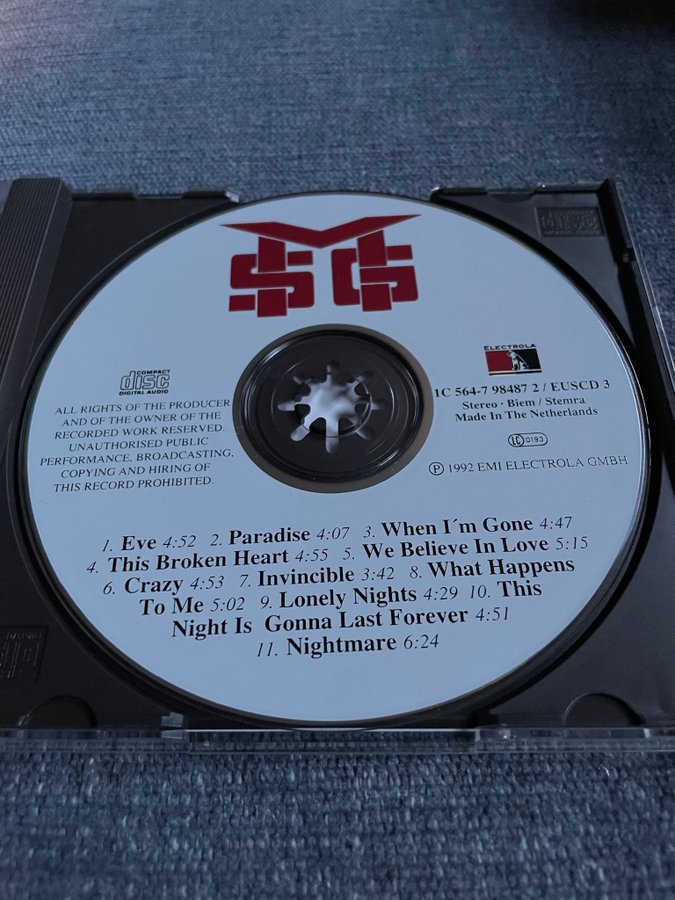 MSG
ELECTROLA
1C 564-7 98487 2 / EUSCD 3
Stereo · Biem / Stemra
Made In The Netherlands
LC 0193
℗ 1992 EMI ELECTROLA GMBH
COMPACT
disc
DIGITAL AUDIO
ALL RIGHTS OF THE PRODUCER
AND OF THE OWNER OF THE
RECORDED WORK RESERVED.
UNAUTHORISED PUBLIC
PERFORMANCE, BROADCASTING,
COPYING AND HIRING OF
THIS RECORD PROHIBITED.
1. Eve 4:52 2. Paradise 4:07 3. When I´m Gone 4:47
4. This Broken Heart 4:55 5. We Believe In Love 5:15
6. Crazy 4:53 7. Invincible 3:42 8. What Happens
To Me 5:02 9. Lonely Nights 4:29 10. This
Night Is Gonna Last Forever 4:51
11. Nightmare 6:24